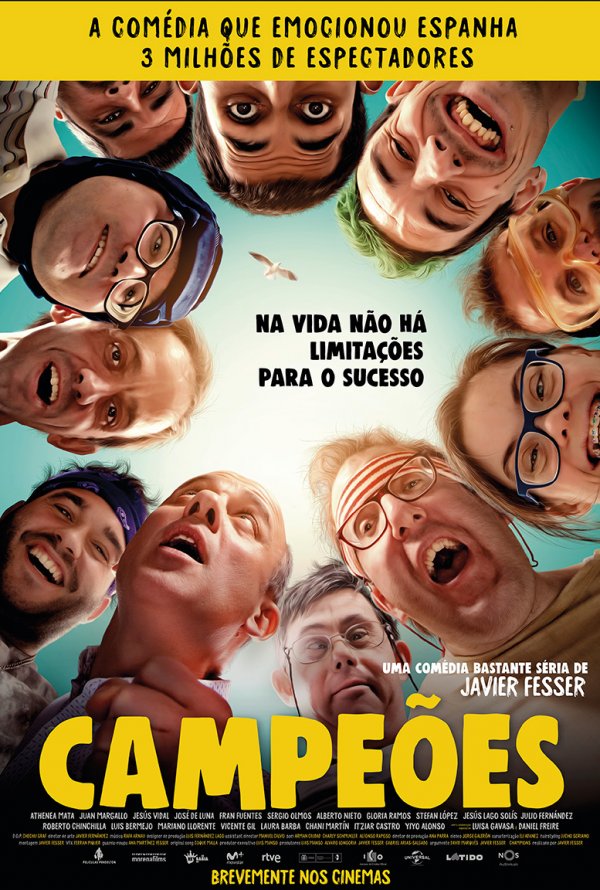 A COMÉDIA QUE EMOCIONOU ESPANHA
3 MILHÕES DE ESPECTADORES
NA VIDA NÃO HÁ
LIMITAÇÕES
PARA O SUCESSO
UMA COMÉDIA BASTANTE SÉRIA DE
JAVIER FESSER
CAMPEÕES
ATHENEA MATA JUAN MARGALLO JESÚS VIDAL JOSÉ DE LUNA FRAN FUENTES SERGIO OLMOS ALBERTO NIETO GLORIA RAMOS STEFAN LÓPEZ JESÚS LAGO SOLÍS JULIO FERNÁNDEZ
ROBERTO CHINCHILLA LUIS BERMEJO MARIANO LLORENTE VICENTE GIL LAURA BARBA CHANI MARTÍN ITZIAR CASTRO YIYO ALONSO LUISA GAVASA DANIEL FREIRE
morenafilms M+ rtve UNIVERSAL LATIDO NOS
BREVEMENTE NOS CINEMAS